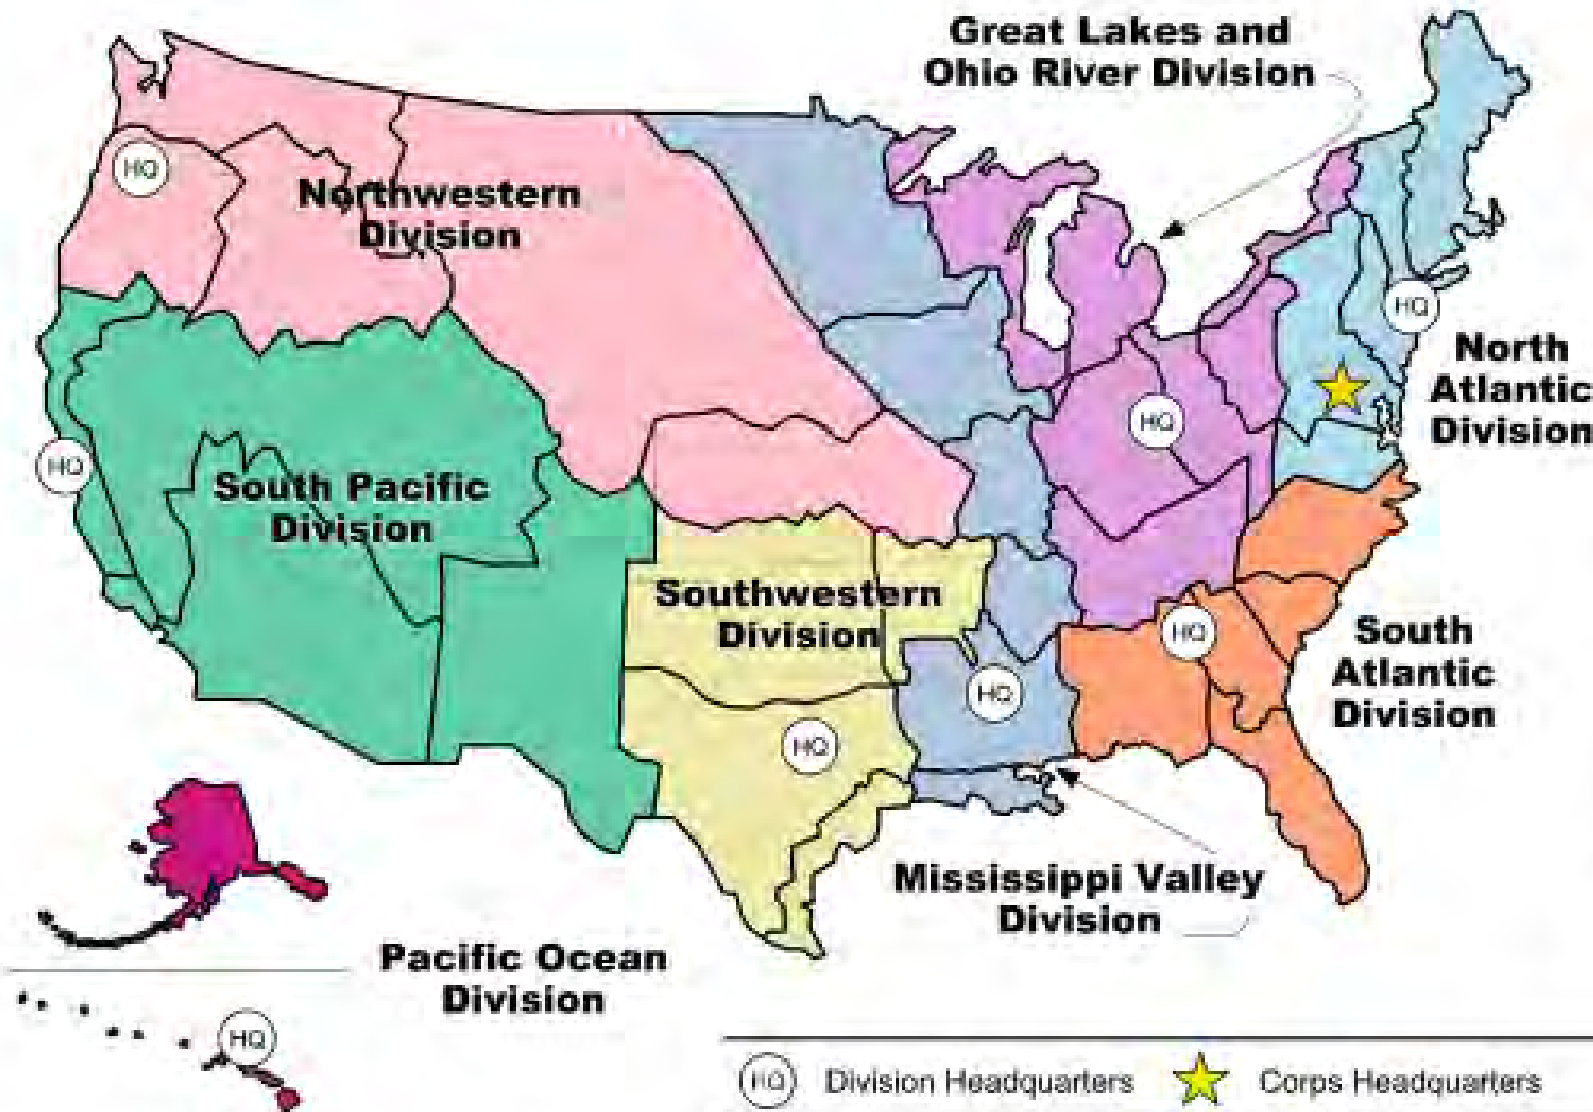 Great Lakes and
Ohio River Division
HQ
Northwestern
Division
HQ
North
Atlantic
Division
HQ
HQ
South Pacific
Division
Southwestern
Division
HQ
South
Atlantic
Division
HQ
HQ
Mississippi Valley
Division
Pacific Ocean
Division
HQ
HQ Division Headquarters Corps Headquarters